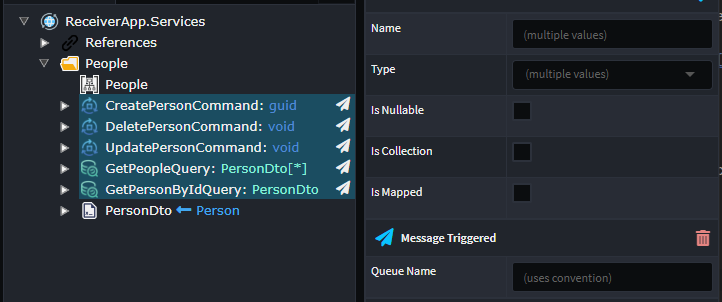 ReceiverApp.Services
References
People
People
CreatePersonCommand: guid
DeletePersonCommand: void
UpdatePersonCommand: void
GetPeopleQuery: PersonDto[*]
GetPersonByIdQuery: PersonDto
PersonDto Person
Name
(multiple values)
Type
(multiple values)
Is Nullable
Is Collection
Is Mapped
Message Triggered
Queue Name
(uses convention)